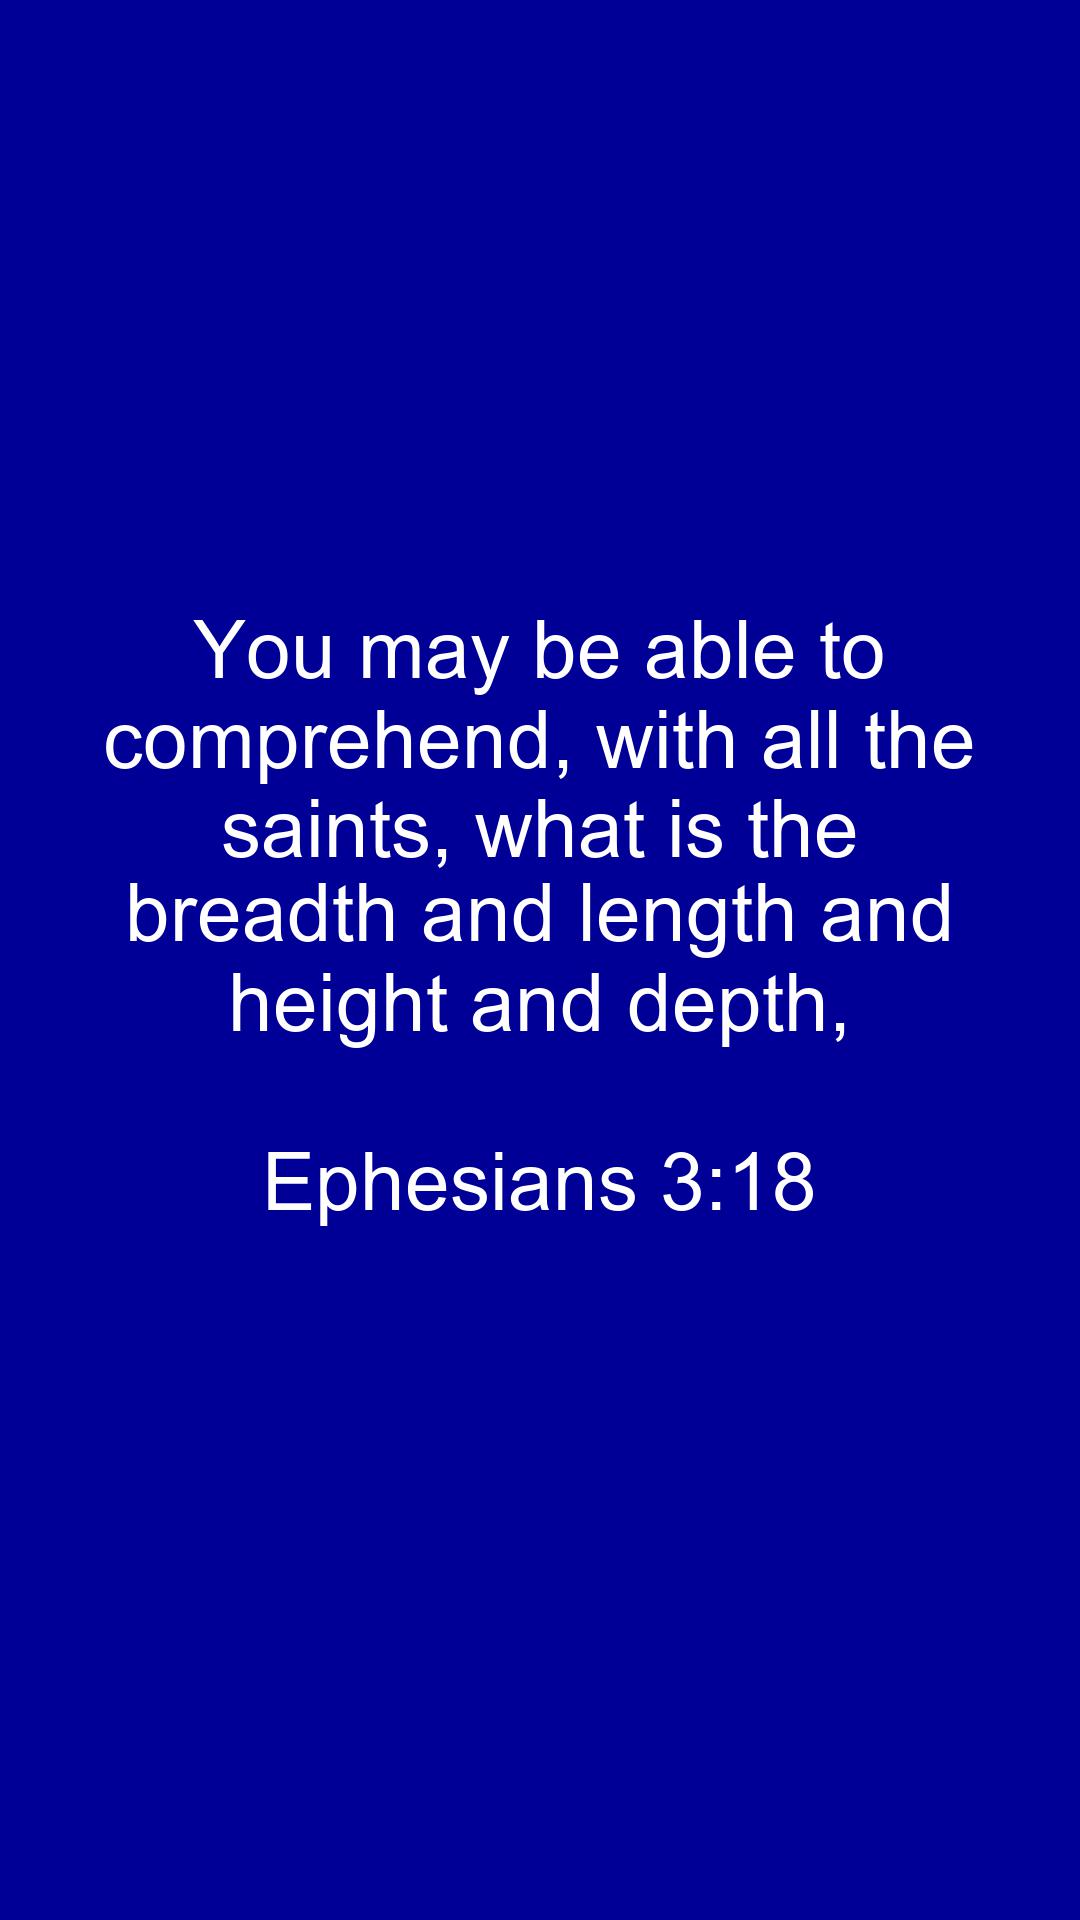 You may be able to
comprehend, with all the
saints, what is the
breadth and length and
height and depth,
Ephesians 3:18